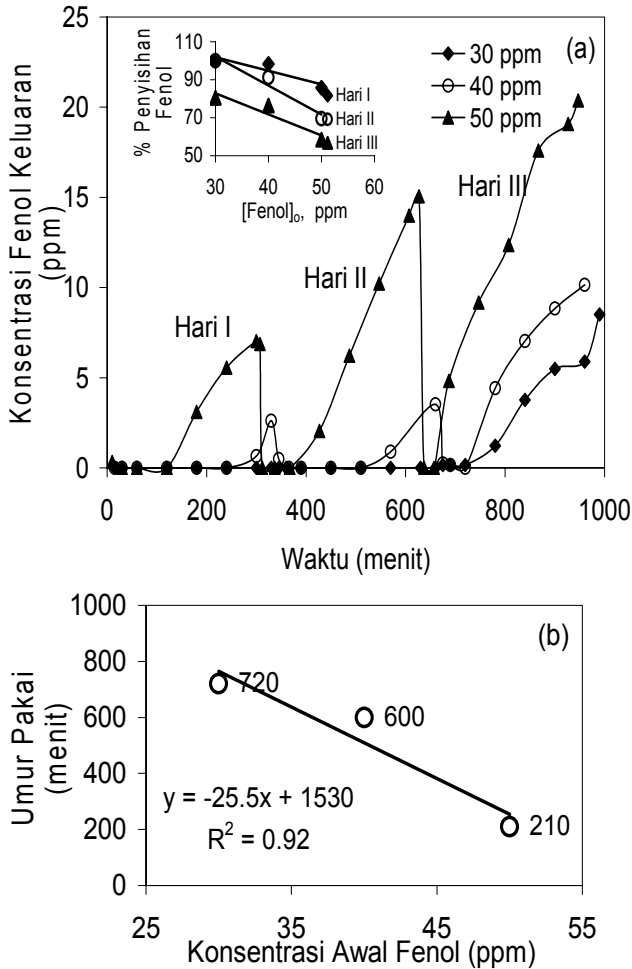 (a)
30 ppm
40 ppm
50 ppm
% Penyisihan
Fenol
110
90
70
50
Hari I
Hari II
Hari III
30 40 50 60
[Fenol]o, ppm
Konsentrasi Fenol Keluaran
(ppm)
25
20
15
10
5
0
Hari I
Hari II
Hari III
0 200 400 600 800 1000
Waktu (menit)
(b)
Umur Pakai
(menit)
1000
800
600
400
200
0
720
600
210
y = -25.5x + 1530
R² = 0.92
25 35 45 55
Konsentrasi Awal Fenol (ppm)